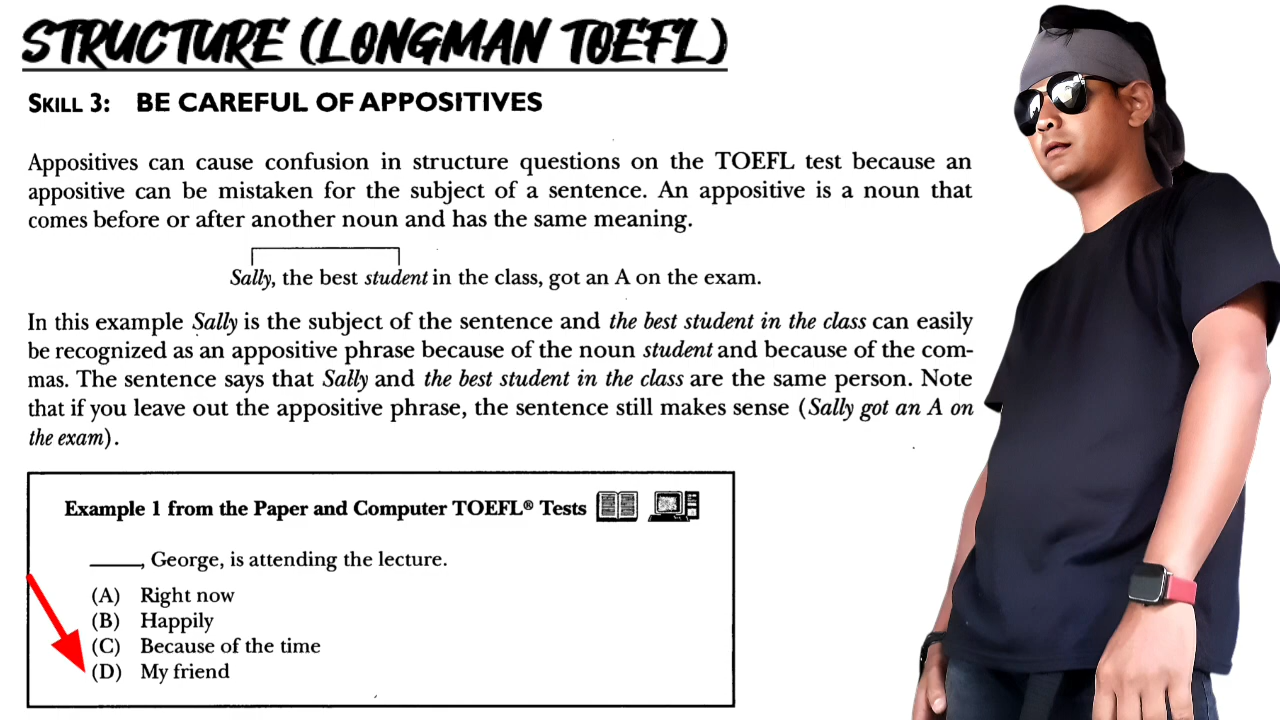 STRUCTURE (LONGMAN TOEFL)
SKILL 3: BE CAREFUL OF APPOSITIVES
Appositives can cause confusion in structure questions on the TOEFL test because an
appositive can be mistaken for the subject of a sentence. An appositive is a noun that
comes before or after another noun and has the same meaning.
Sally, the best student in the class, got an A on the exam.
In this example Sally is the subject of the sentence and the best student in the class can easily
be recognized as an appositive phrase because of the noun student and because of the com-
mas. The sentence says that Sally and the best student in the class are the same person. Note
that if you leave out the appositive phrase, the sentence still makes sense (Sally got an A on
the exam).
Example 1 from the Paper and Computer TOEFL® Tests
_____, George, is attending the lecture.
(A) Right now
(B) Happily
(C) Because of the time
(D) My friend